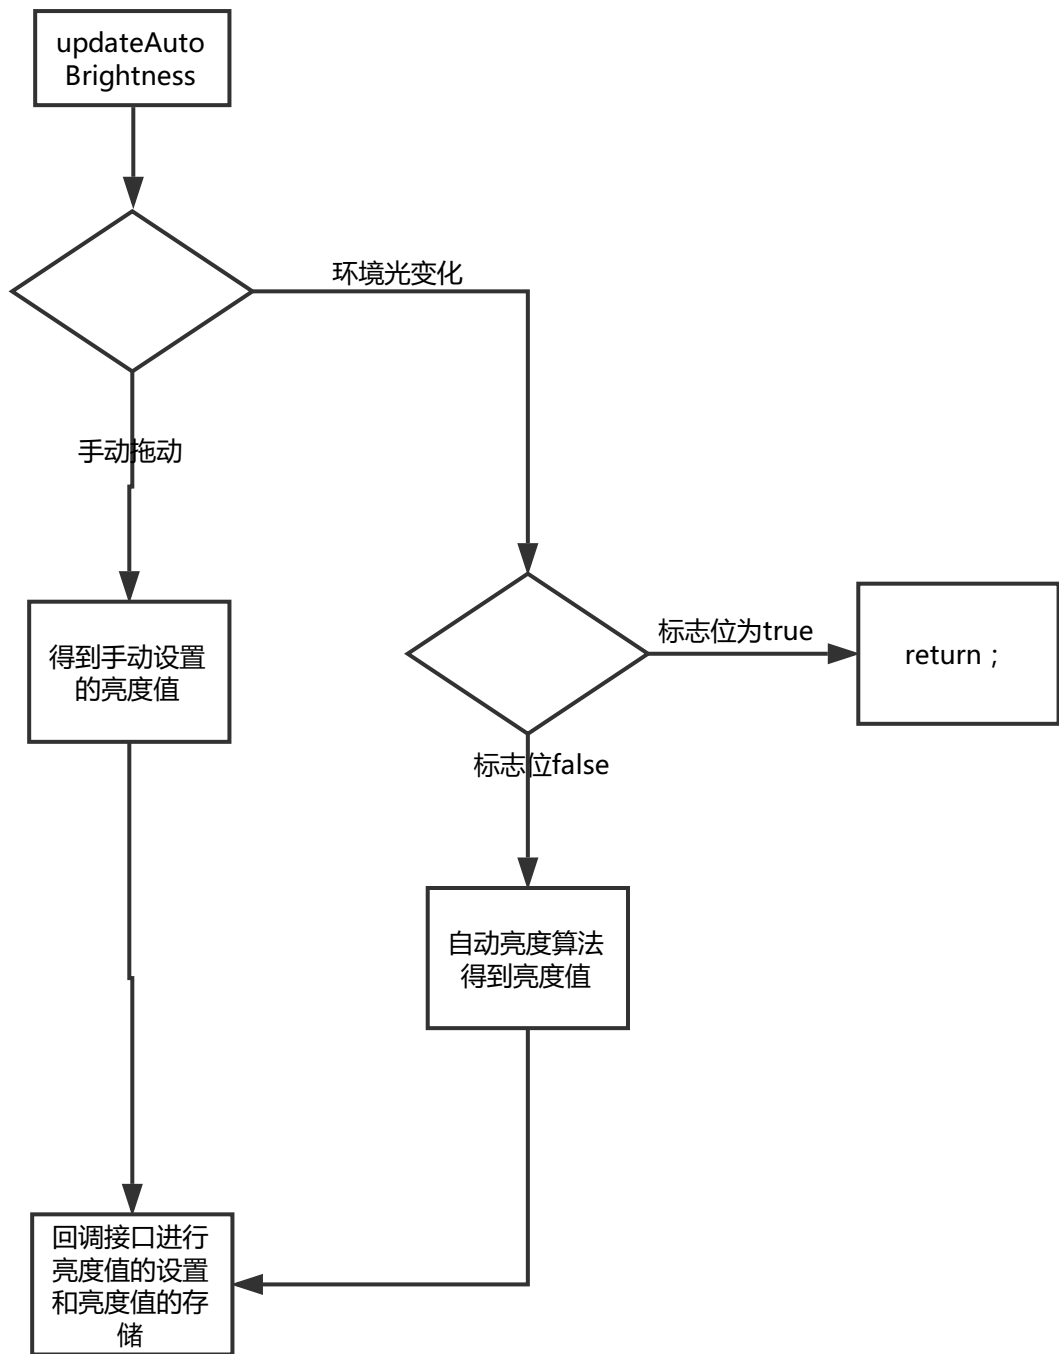 updateAuto
Brightness
环境光变化
手动拖动
标志位为true
得到手动设置
的亮度值
return；
标志位false
自动亮度算法
得到亮度值
回调接口进行
亮度值的设置
和亮度值的存
储